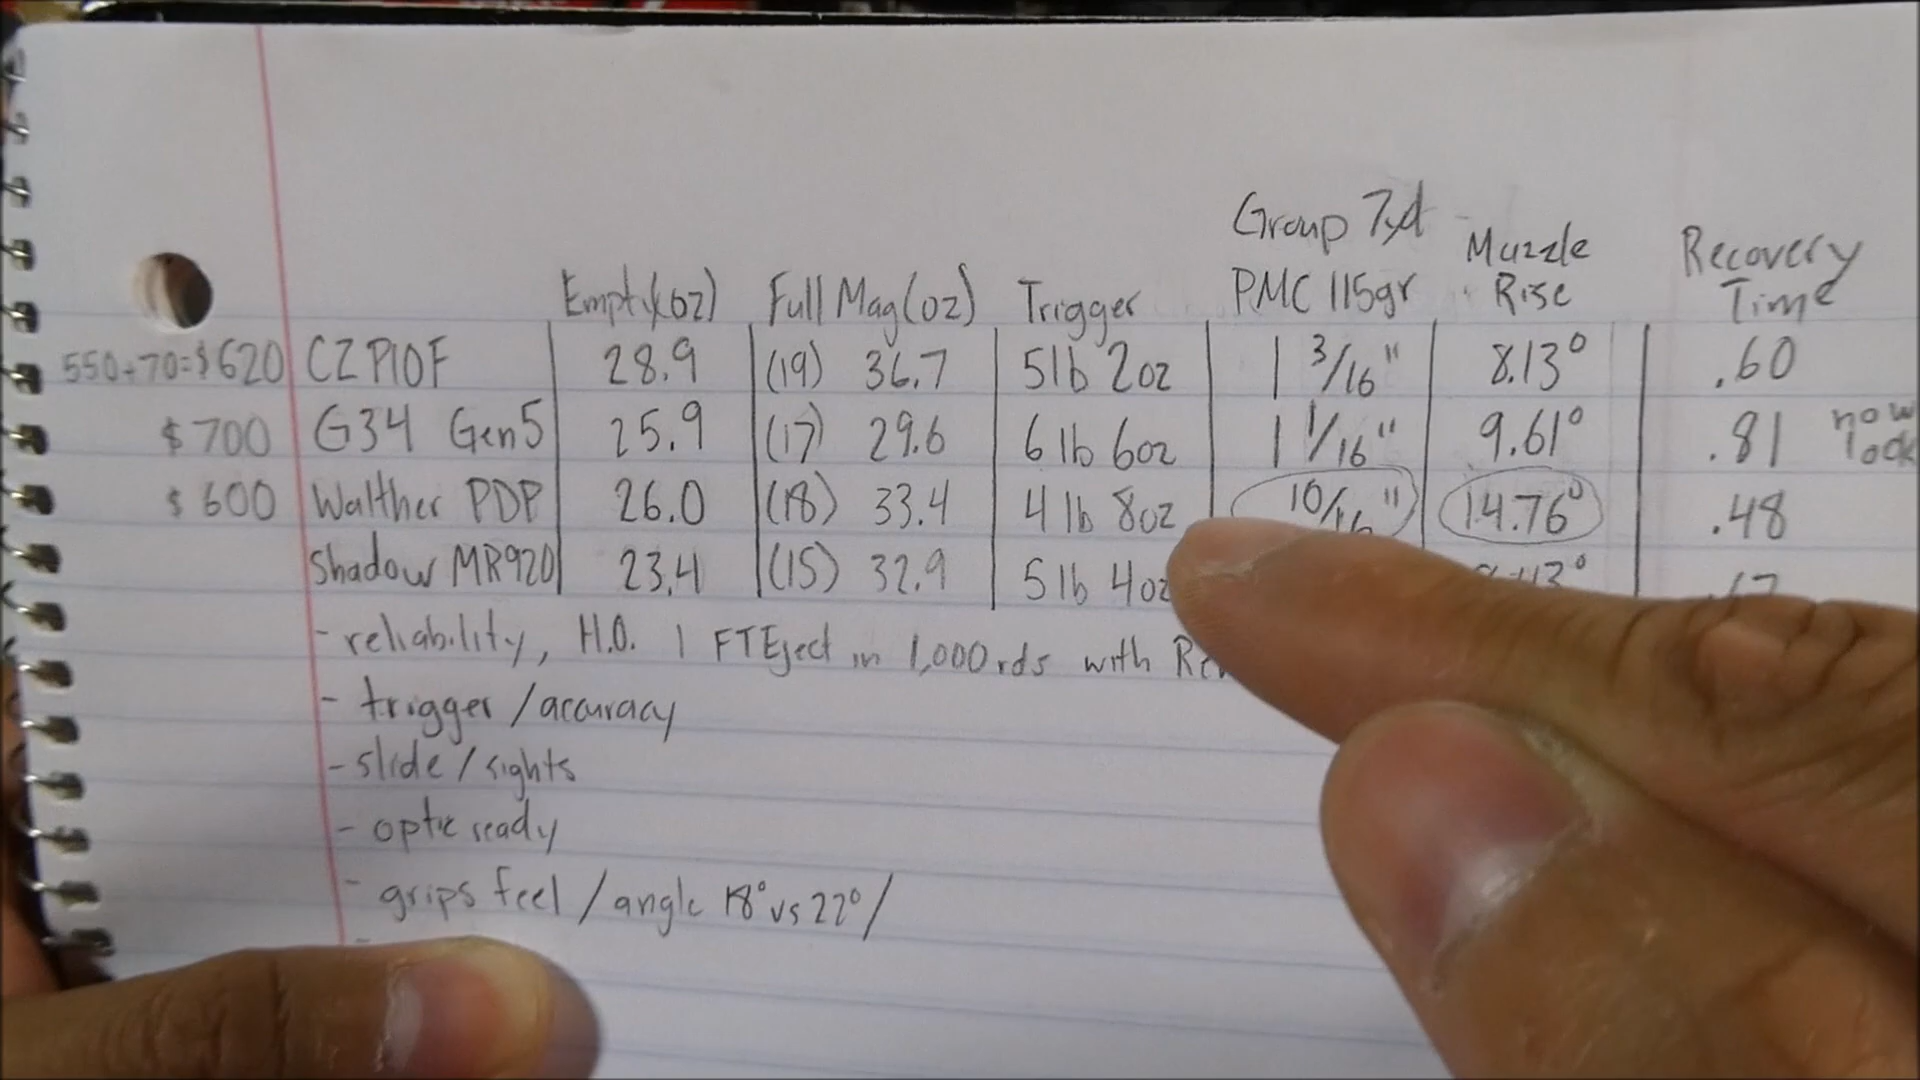 Group 7yd Muzzle Recovery
Empty(oz) Full Mag(oz) Trigger PMC 115gr Rise Time
550+70=$620 CZ P10F 28.9 (19) 36.7 5lb 2oz 1 3/16" 8.13° .60
$700 G34 Gen5 25.9 (17) 29.6 6lb 6oz 1 1/16" 9.61° .81 now lock
$600 Walther PDP 26.0 (18) 33.4 4lb 8oz 10/16" 14.76° .48
Shadow MR920 23.4 (15) 32.9 5lb 4oz
- reliability, H.O. 1 FTEject in 1,000rds with
- trigger/accuracy
- slide/sights
- optic ready
- grips feel/angle 18° vs 22°/